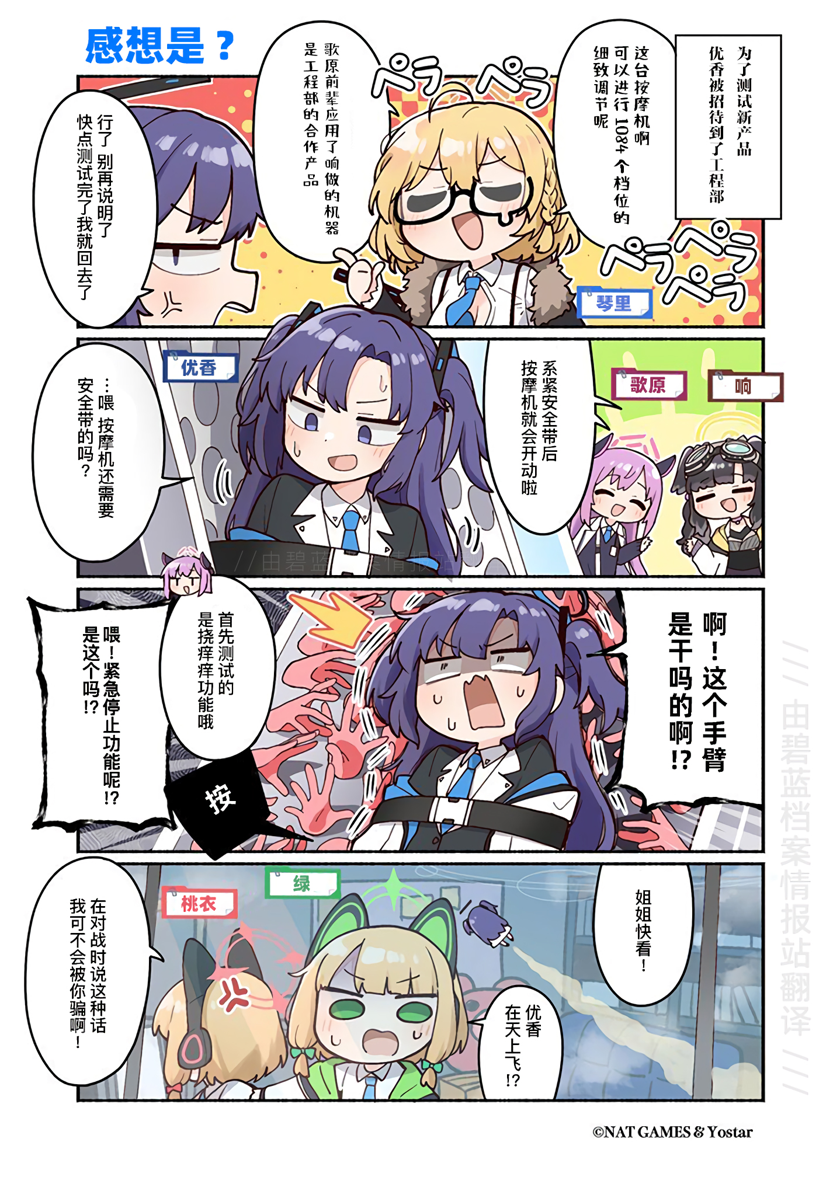 感想是？
为了测试新产品
优香被招待到了工程部
这台按摩机啊
可以进行1084个档位的
细致调节呢
ペラ
ペラ
ペラ
ペラ
ペラ
歌原前辈应用了响做的机器
是工程部的合作产品
琴里
行了 别再说明了
快点测试完了我就回去了
歌原
响
系紧安全带后
按摩机就会开动啦
优香
…喂 按摩机还需要
安全带的吗？
//由碧蓝档案情报站
啊！这个手臂
是干吗的啊!?
首先测试的
是挠痒痒功能哦
喂！紧急停止功能呢!?
是这个吗!?
按
姐姐快看！
优香
在天上飞!?
绿
桃衣
在对战时说这种话
我可不会被你骗啊！
/// 由碧蓝档案情报站翻译 ///
©NAT GAMES & Yostar